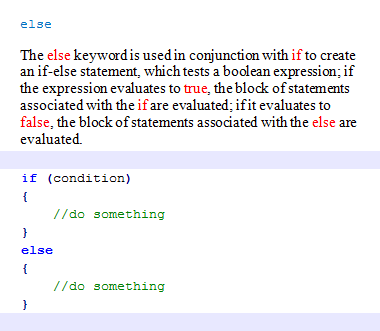 else
The else keyword is used in conjunction with if to create
an if-else statement, which tests a boolean expression; if
the expression evaluates to true, the block of statements
associated with the if are evaluated; if it evaluates to
false, the block of statements associated with the else are
evaluated.
if (condition)
{
    //do something
}
else
{
    //do something
}